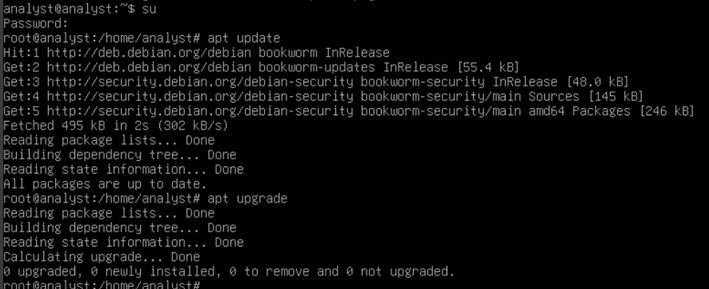 analyst@analyst:~$ su
Password:
root@analyst:/home/analyst# apt update
Hit:1 http://deb.debian.org/debian bookworm InRelease
Get:2 http://deb.debian.org/debian bookworm-updates InRelease [55.4 kB]
Get:3 http://security.debian.org/debian-security bookworm-security InRelease [48.0 kB]
Get:4 http://security.debian.org/debian-security bookworm-security/main Sources [145 kB]
Get:5 http://security.debian.org/debian-security bookworm-security/main amd64 Packages [246 kB]
Fetched 495 kB in 2s (302 kB/s)
Reading package lists... Done
Building dependency tree... Done
Reading state information... Done
All packages are up to date.
root@analyst:/home/analyst# apt upgrade
Reading package lists... Done
Building dependency tree... Done
Reading state information... Done
Calculating upgrade... Done
0 upgraded, 0 newly installed, 0 to remove and 0 not upgraded.
root@analyst:/home/analyst#